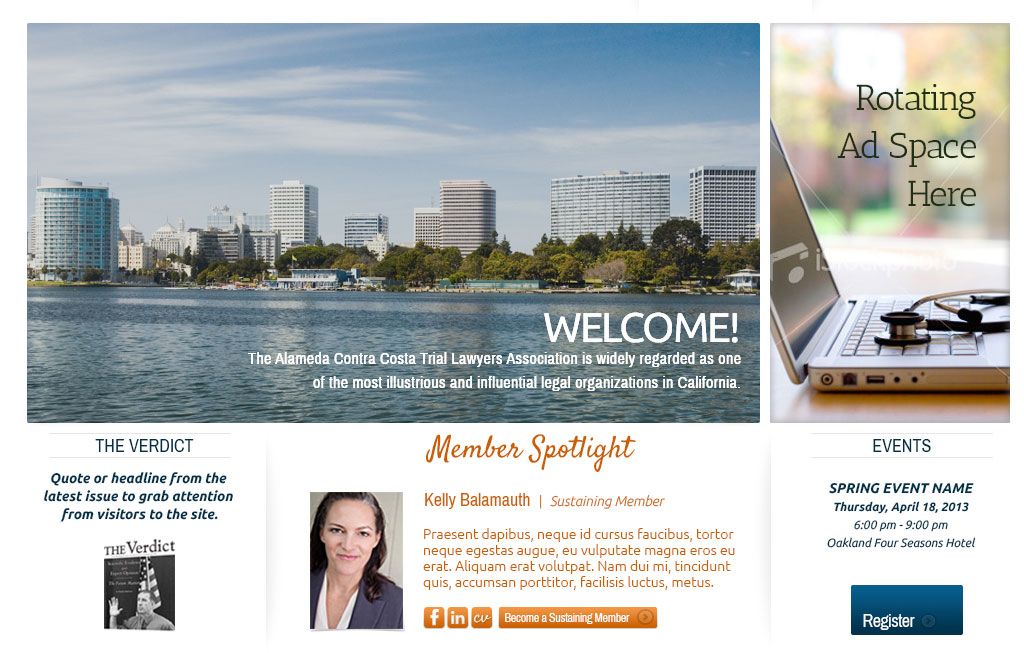 Rotating
Ad Space
Here
iStockphoto
WELCOME!
The Alameda Contra Costa Trial Lawyers Association is widely regarded as one
of the most illustrious and influential legal organizations in California.
THE VERDICT
Quote or headline from the
latest issue to grab attention
from visitors to the site.
THE Verdict
Member Spotlight
Kelly Balamauth | Sustaining Member
Praesent dapibus, neque id cursus faucibus, tortor
neque egestas augue, eu vulputate magna eros eu
erat. Aliquam erat volutpat. Nam dui mi, tincidunt
quis, accumsan porttitor, facilisis luctus, metus.
f in cv Become a Sustaining Member
EVENTS
SPRING EVENT NAME
Thursday, April 18, 2013
6:00 pm - 9:00 pm
Oakland Four Seasons Hotel
Register